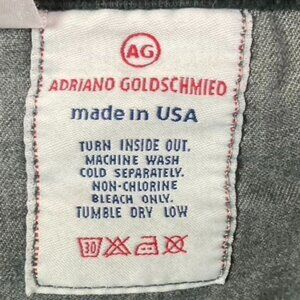 AG
ADRIANO GOLDSCHMIED
made in USA
TURN INSIDE OUT.
MACHINE WASH
COLD SEPARATELY.
NON-CHLORINE
BLEACH ONLY.
TUMBLE DRY LOW
30